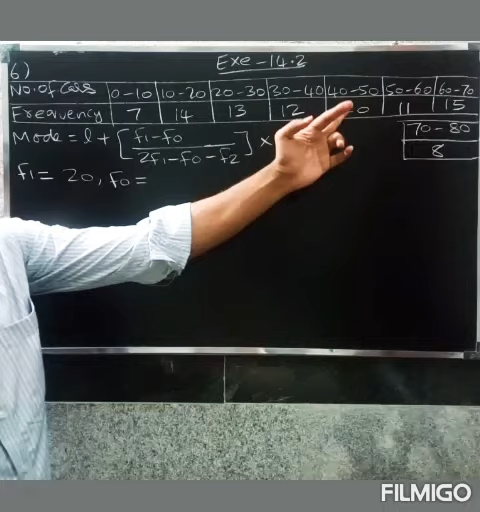 Exe-14.2
6)
No.of Cars 0-10 10-20 20-30 30-40 40-50 50-60 60-70
Frequency 7 14 13 12 0 11 15
Mode = l + [f1-f0 / 2f1-f0-f2] ×
70-80
8
f1 = 20, f0 =
FILMIGO